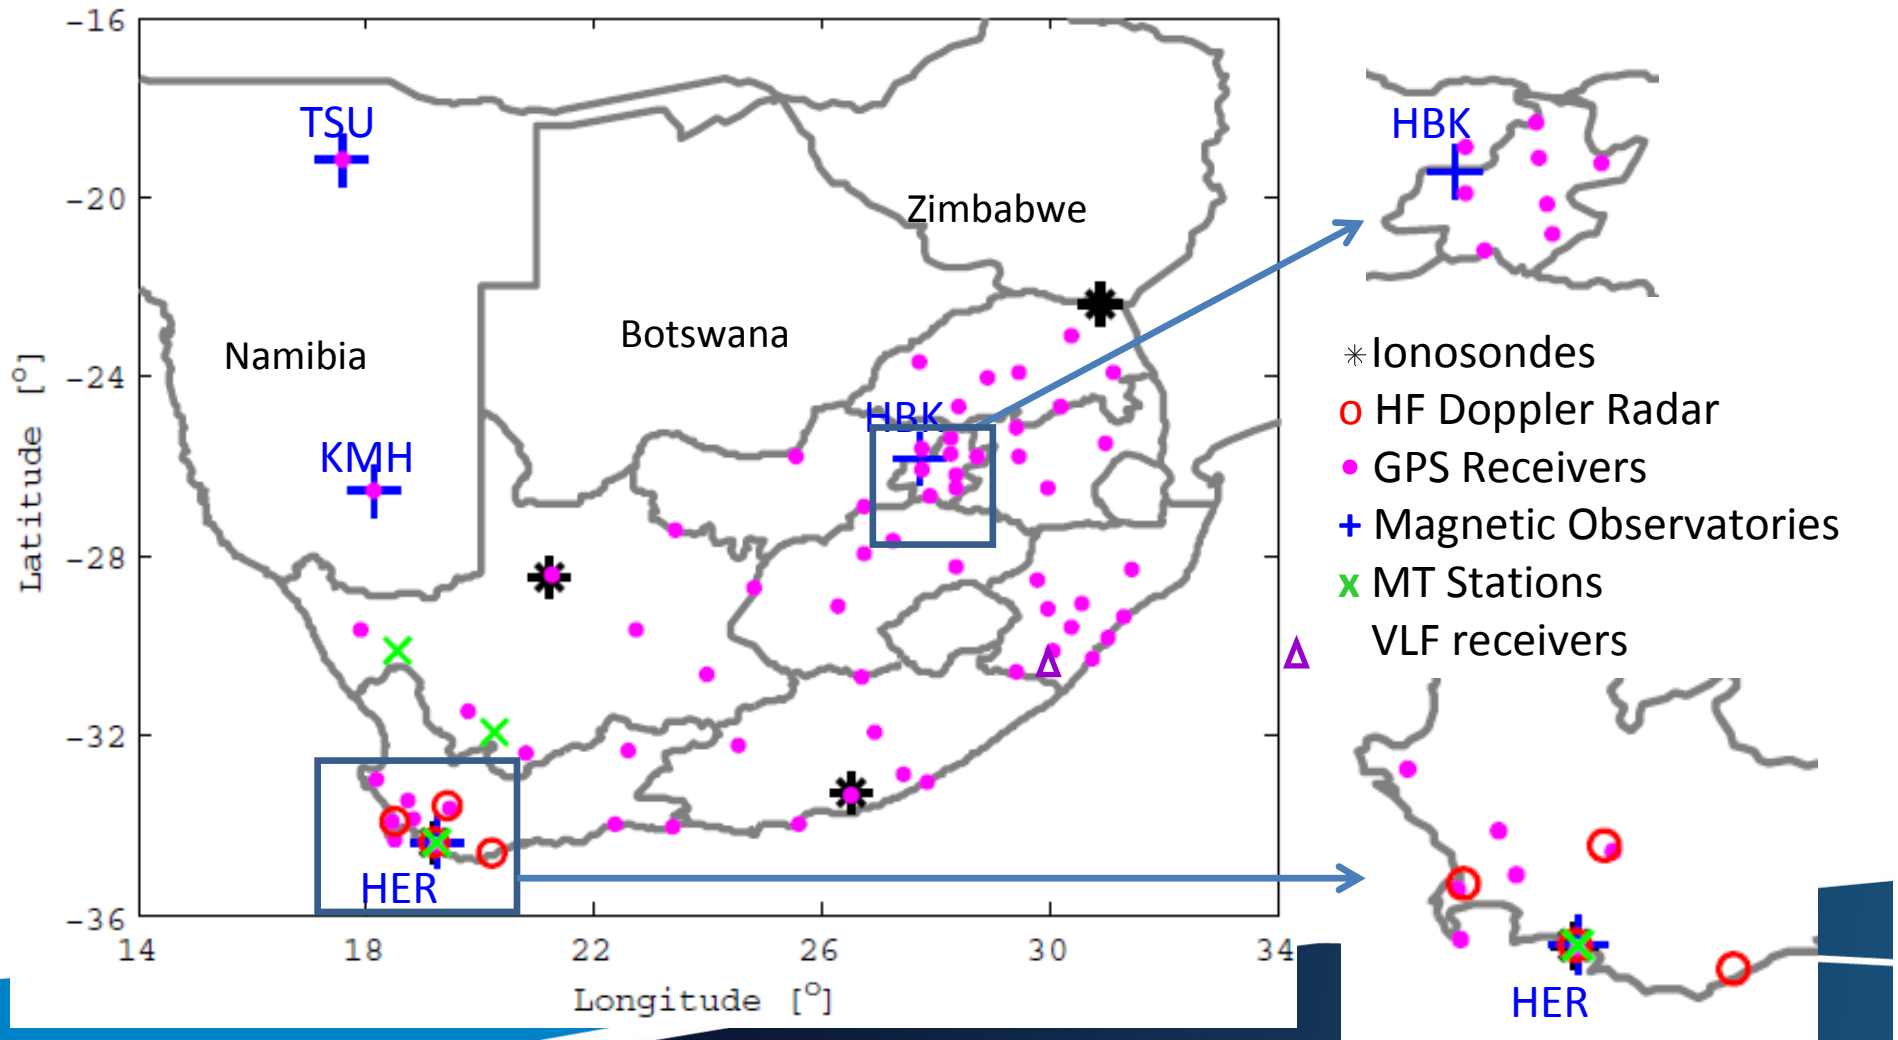 -16
TSU
-20
Zimbabwe
Botswana
Namibia
-24
HBK
KMH
-28
-32
HER
-36
14 18 22 26 30 34
Longitude [o]
Latitude [o]
HBK
Ionosondes
HF Doppler Radar
GPS Receivers
Magnetic Observatories
MT Stations
VLF receivers
HER